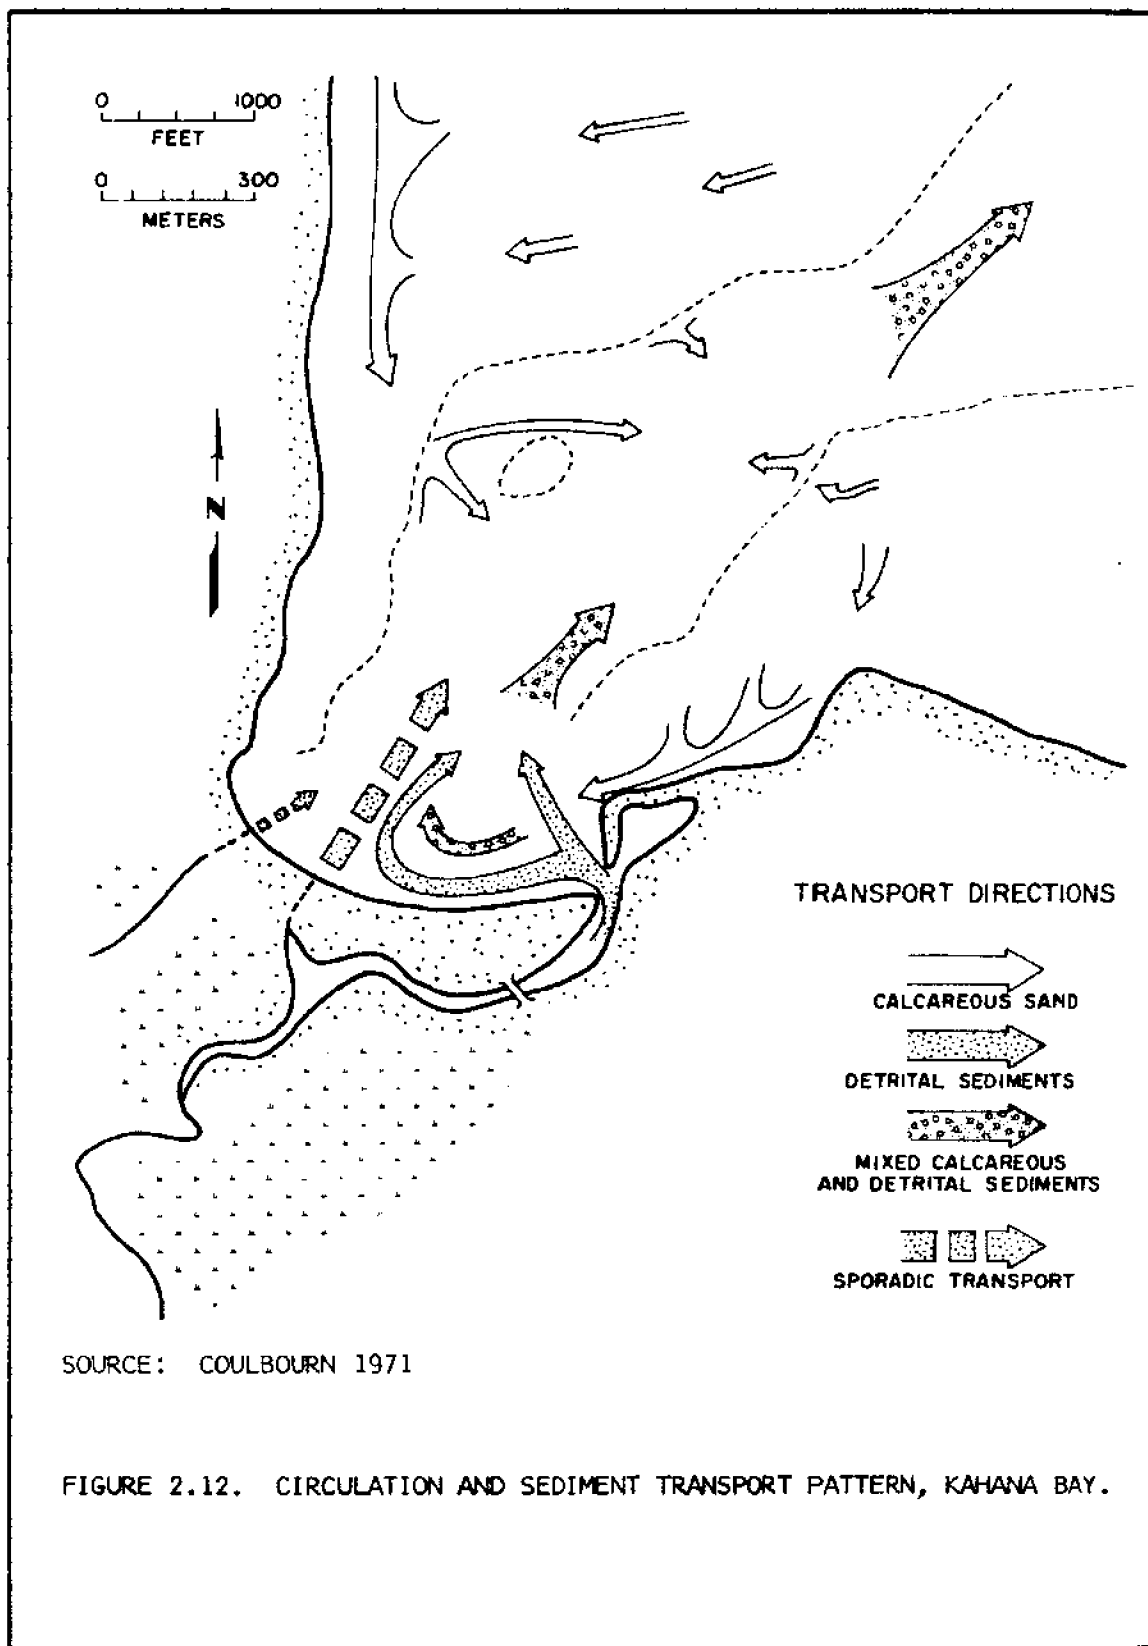 0 1000
FEET
0 300
METERS
N
TRANSPORT DIRECTIONS
CALCAREOUS SAND
DETRITAL SEDIMENTS
MIXED CALCAREOUS
AND DETRITAL SEDIMENTS
SPORADIC TRANSPORT
SOURCE: COULBOURN 1971
FIGURE 2.12. CIRCULATION AND SEDIMENT TRANSPORT PATTERN, KAHANA BAY.